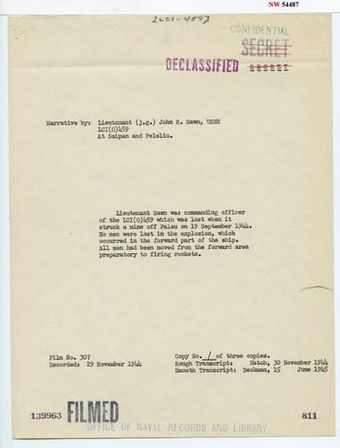 NW 54487
LCI-4593
CONFIDENTIAL
SECRET
DECLASSIFIED SECRET
Narrative by: Lieutenant (j.g.) John R. Rawn, USNR
LCI(G)459
At Saipan and Peleliu.
Lieutenant Rawn was commanding officer
of the LCI(G)459 which was lost when it
struck a mine off Palau on 19 September 1944.
No men were lost in the explosion, which
occurred in the forward part of the ship.
All men had been moved from the forward area
preparatory to firing rockets.
Film No. 307 Copy No. 1 of three copies.
Recorded: 29 November 1944 Rough Transcript: Hatch, 30 November 1944
Smooth Transcript: Beckman, 15 June 1945
139963 FILMED 811
OFFICE OF NAVAL RECORDS AND LIBRARY